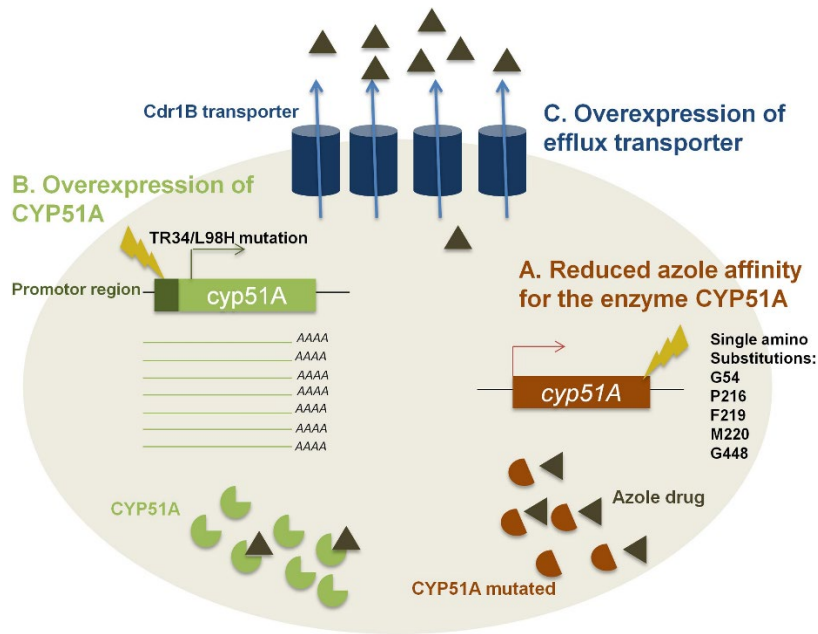 Cdr1B transporter
C. Overexpression of
efflux transporter
B. Overexpression of
CYP51A
TR34/L98H mutation
Promotor region
cyp51A
AAAA
AAAA
AAAA
AAAA
AAAA
AAAA
AAAA
CYP51A
A. Reduced azole affinity
for the enzyme CYP51A
Single amino
Substitutions:
G54
P216
F219
M220
G448
cyp51A
Azole drug
CYP51A mutated